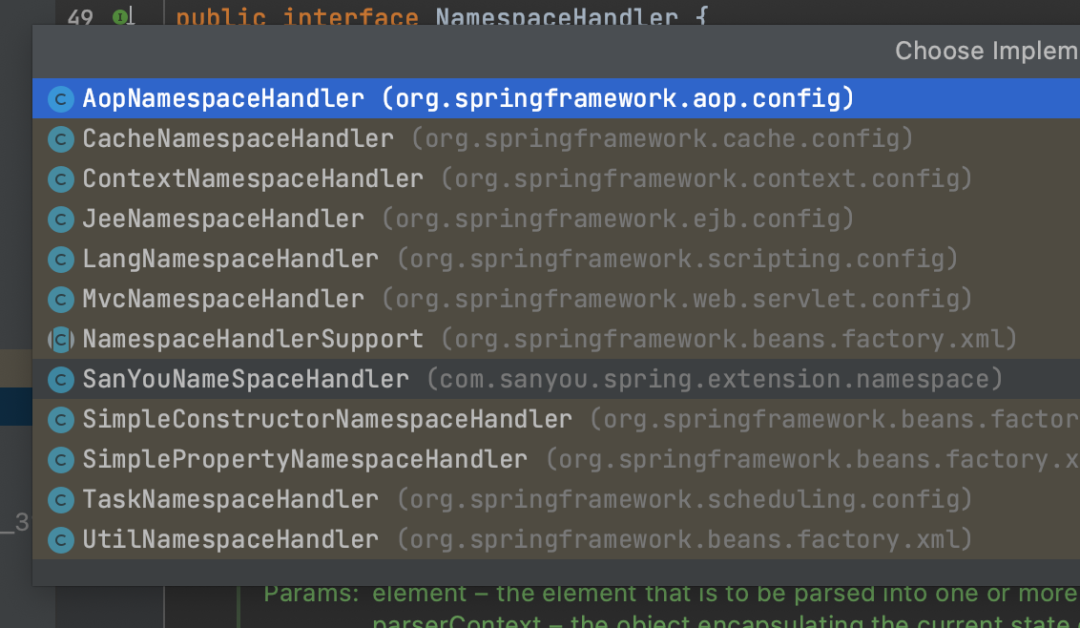 49 public interface NamespaceHandler {
Choose Implem
C AopNamespaceHandler (org.springframework.aop.config)
C CacheNamespaceHandler (org.springframework.cache.config)
C ContextNamespaceHandler (org.springframework.context.config)
C JeeNamespaceHandler (org.springframework.ejb.config)
C LangNamespaceHandler (org.springframework.scripting.config)
C MvcNamespaceHandler (org.springframework.web.servlet.config)
C NamespaceHandlerSupport (org.springframework.beans.factory.xml)
C SanYouNameSpaceHandler (com.sanyou.spring.extension.namespace)
C SimpleConstructorNamespaceHandler (org.springframework.beans.factor
C SimplePropertyNamespaceHandler (org.springframework.beans.factory.x
C TaskNamespaceHandler (org.springframework.scheduling.config)
_3
C UtilNamespaceHandler (org.springframework.beans.factory.xml)
Params: element – the element that is to be parsed into one or more
parserContext – the object encapsulating the current state